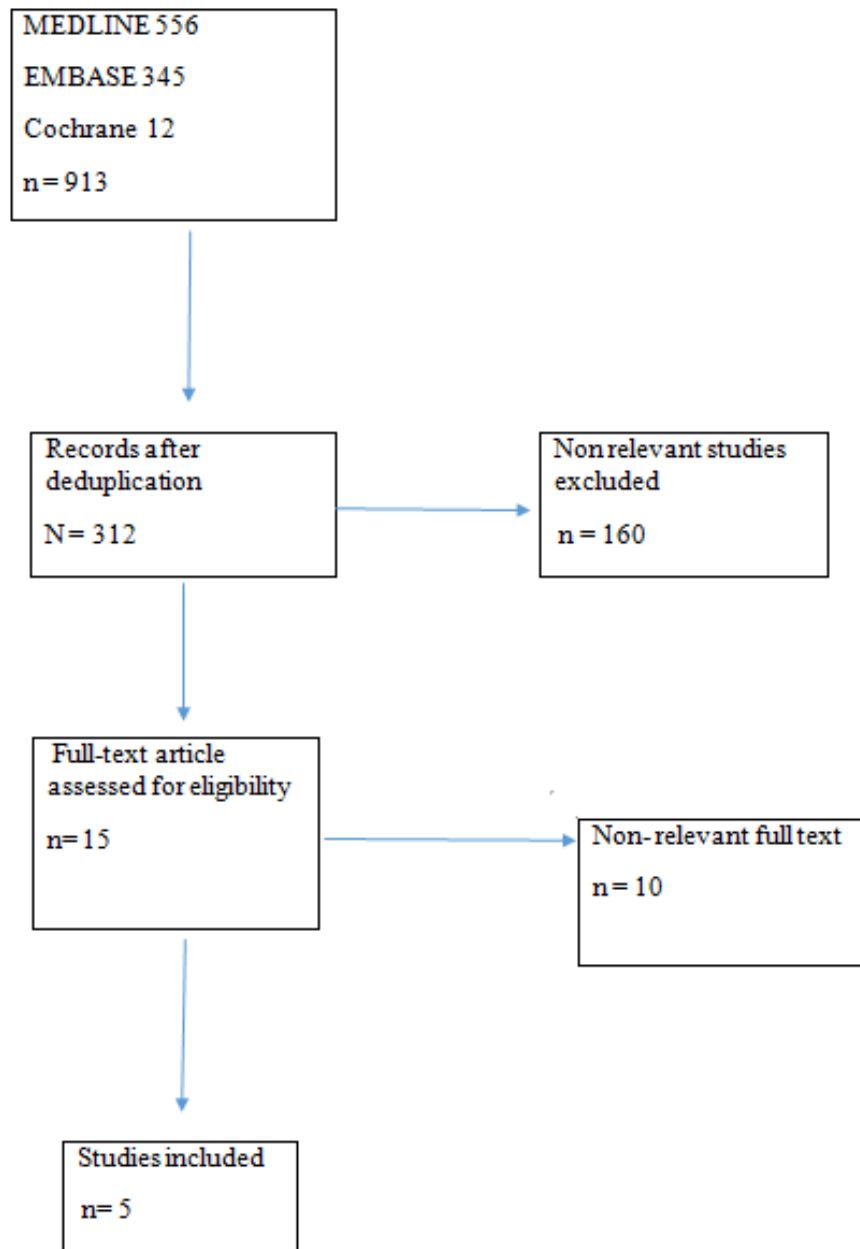 MEDLINE 556
EMBASE 345
Cochrane 12
n = 913
Records after
deduplication
N = 312
Non relevant studies
excluded
n = 160
Full-text article
assessed for eligibility
n= 15
Non- relevant full text
n = 10
Studies included
n= 5